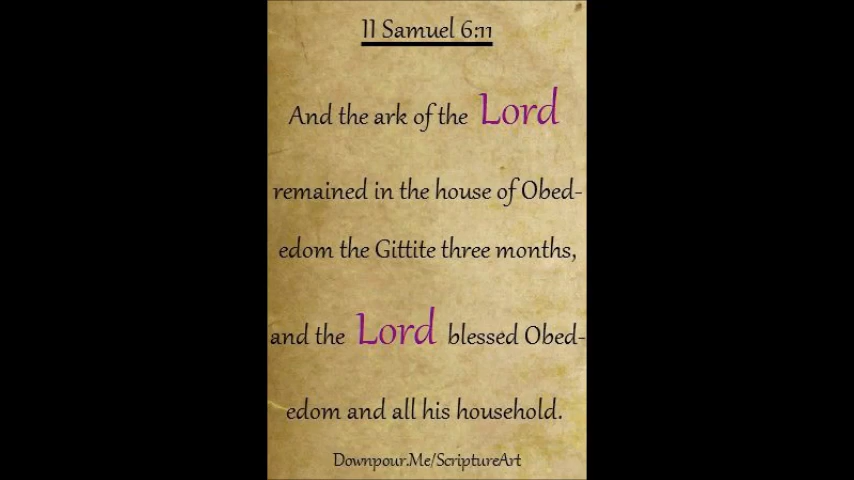 II Samuel 6:11
And the ark of the Lord
remained in the house of Obed-
edom the Gittite three months,
and the Lord blessed Obed-
edom and all his household.
Downpour.Me/ScriptureArt